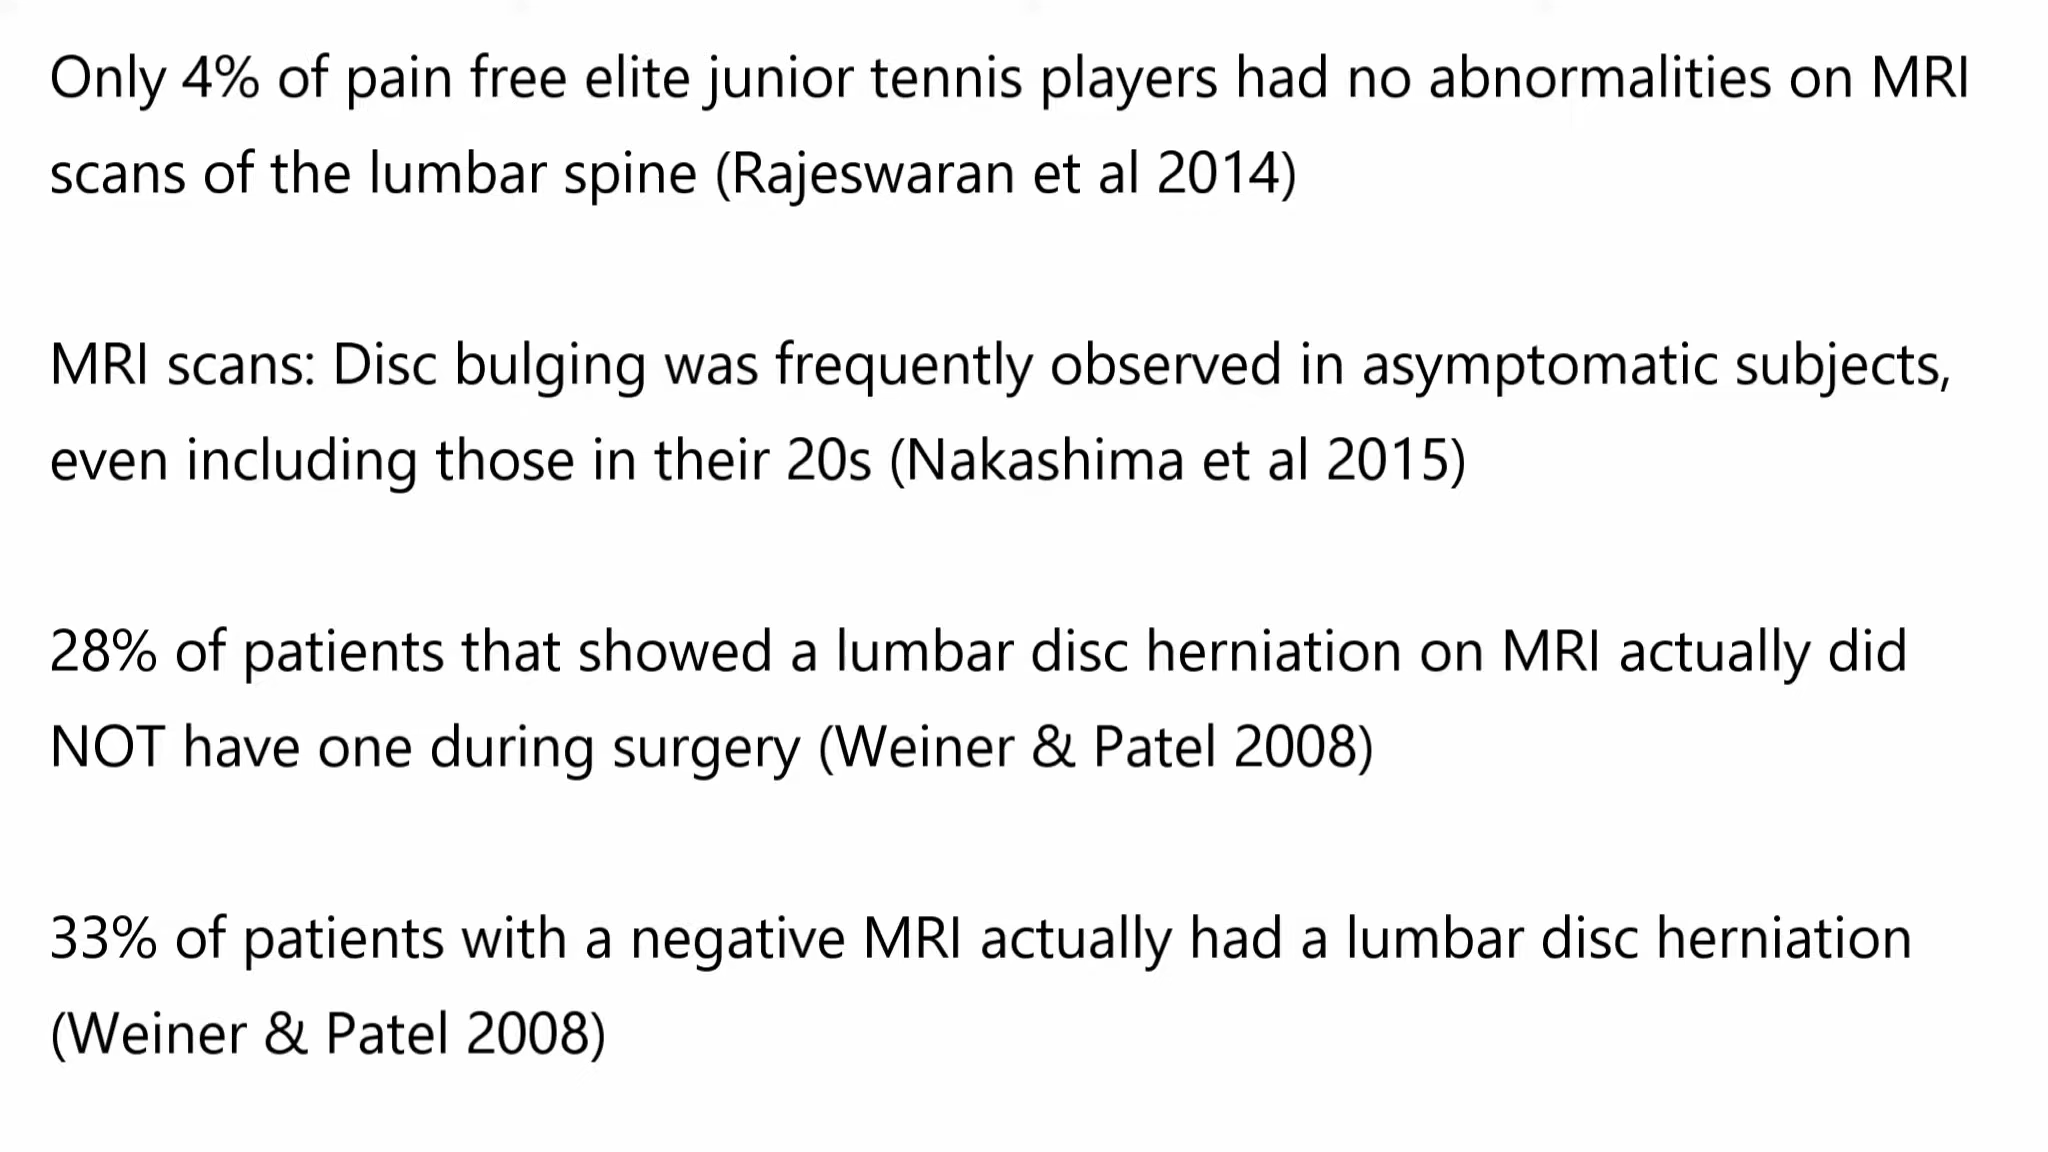 Only 4% of pain free elite junior tennis players had no abnormalities on MRI
scans of the lumbar spine (Rajeswaran et al 2014)
MRI scans: Disc bulging was frequently observed in asymptomatic subjects,
even including those in their 20s (Nakashima et al 2015)
28% of patients that showed a lumbar disc herniation on MRI actually did
NOT have one during surgery (Weiner & Patel 2008)
33% of patients with a negative MRI actually had a lumbar disc herniation
(Weiner & Patel 2008)